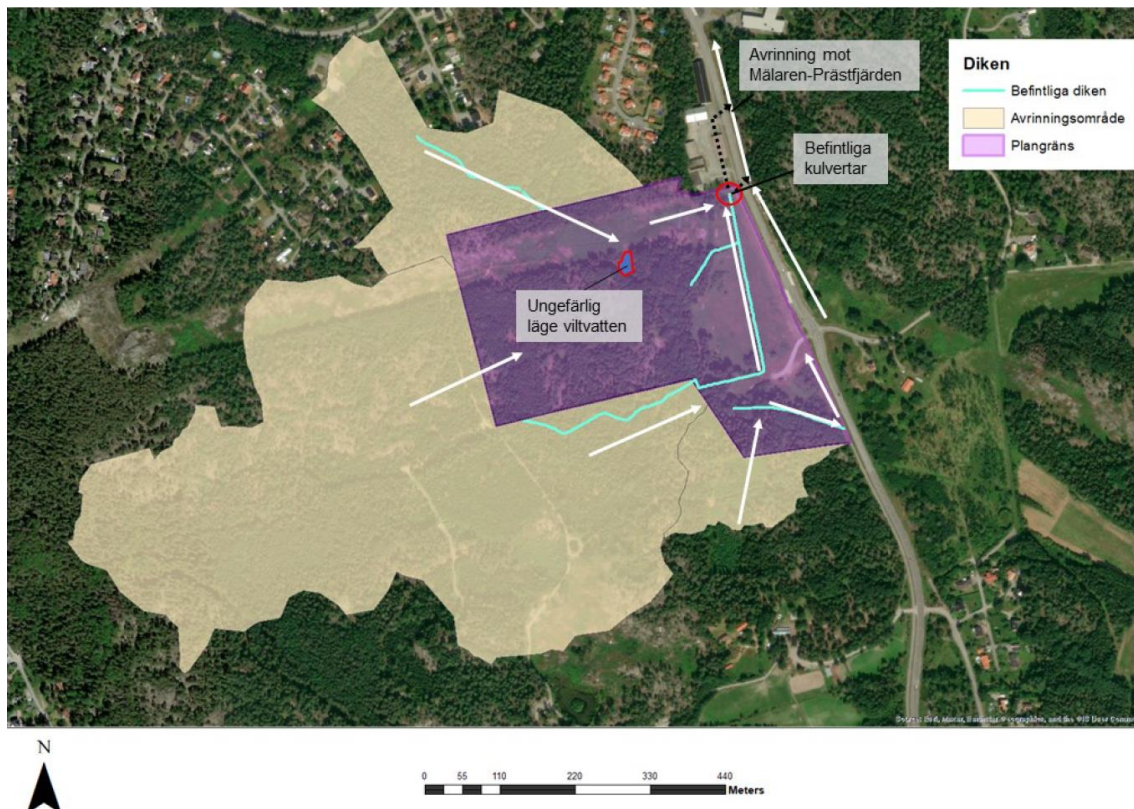 Avrinning mot
Mälaren-Prästfjärden
Befintliga
kulvertar
Ungefärlig
läge viltvatten
Diken
Befintliga diken
Avrinningsområde
Plangräns
N
0 55 110 220 330 440
Meters